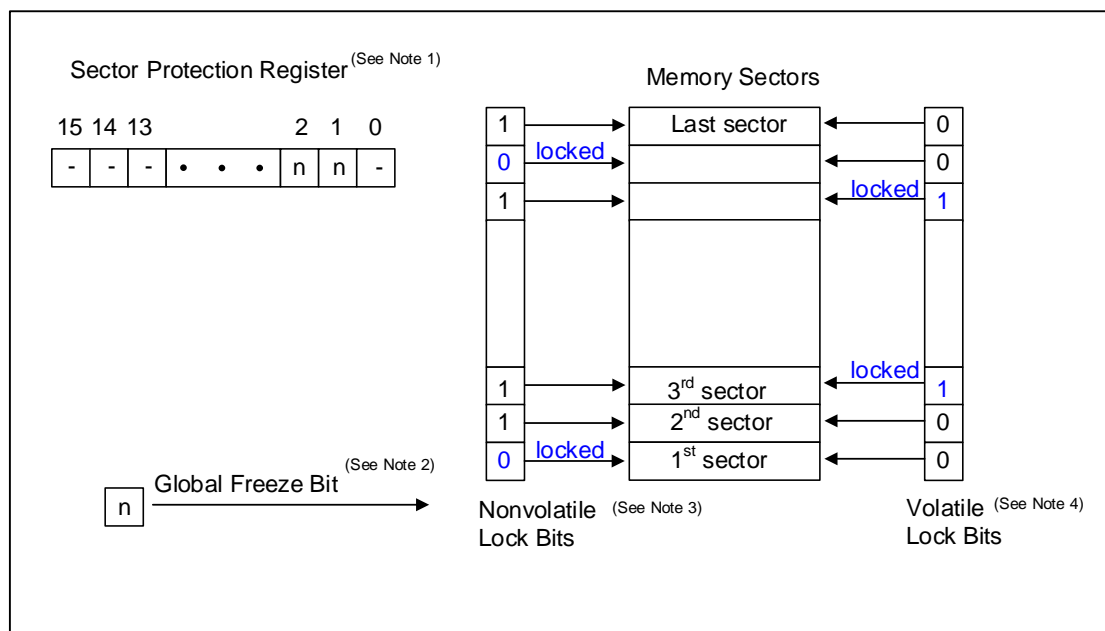 Sector Protection Register (See Note 1)
Memory Sectors
15 14 13 2 1 0
- - - • • • n n -
1 Last sector 0
0 locked 0
1 locked 1
1 3rd sector locked 1
1 2nd sector 0
0 locked 1st sector 0
n Global Freeze Bit (See Note 2)
Nonvolatile (See Note 3)
Lock Bits
Volatile (See Note 4)
Lock Bits